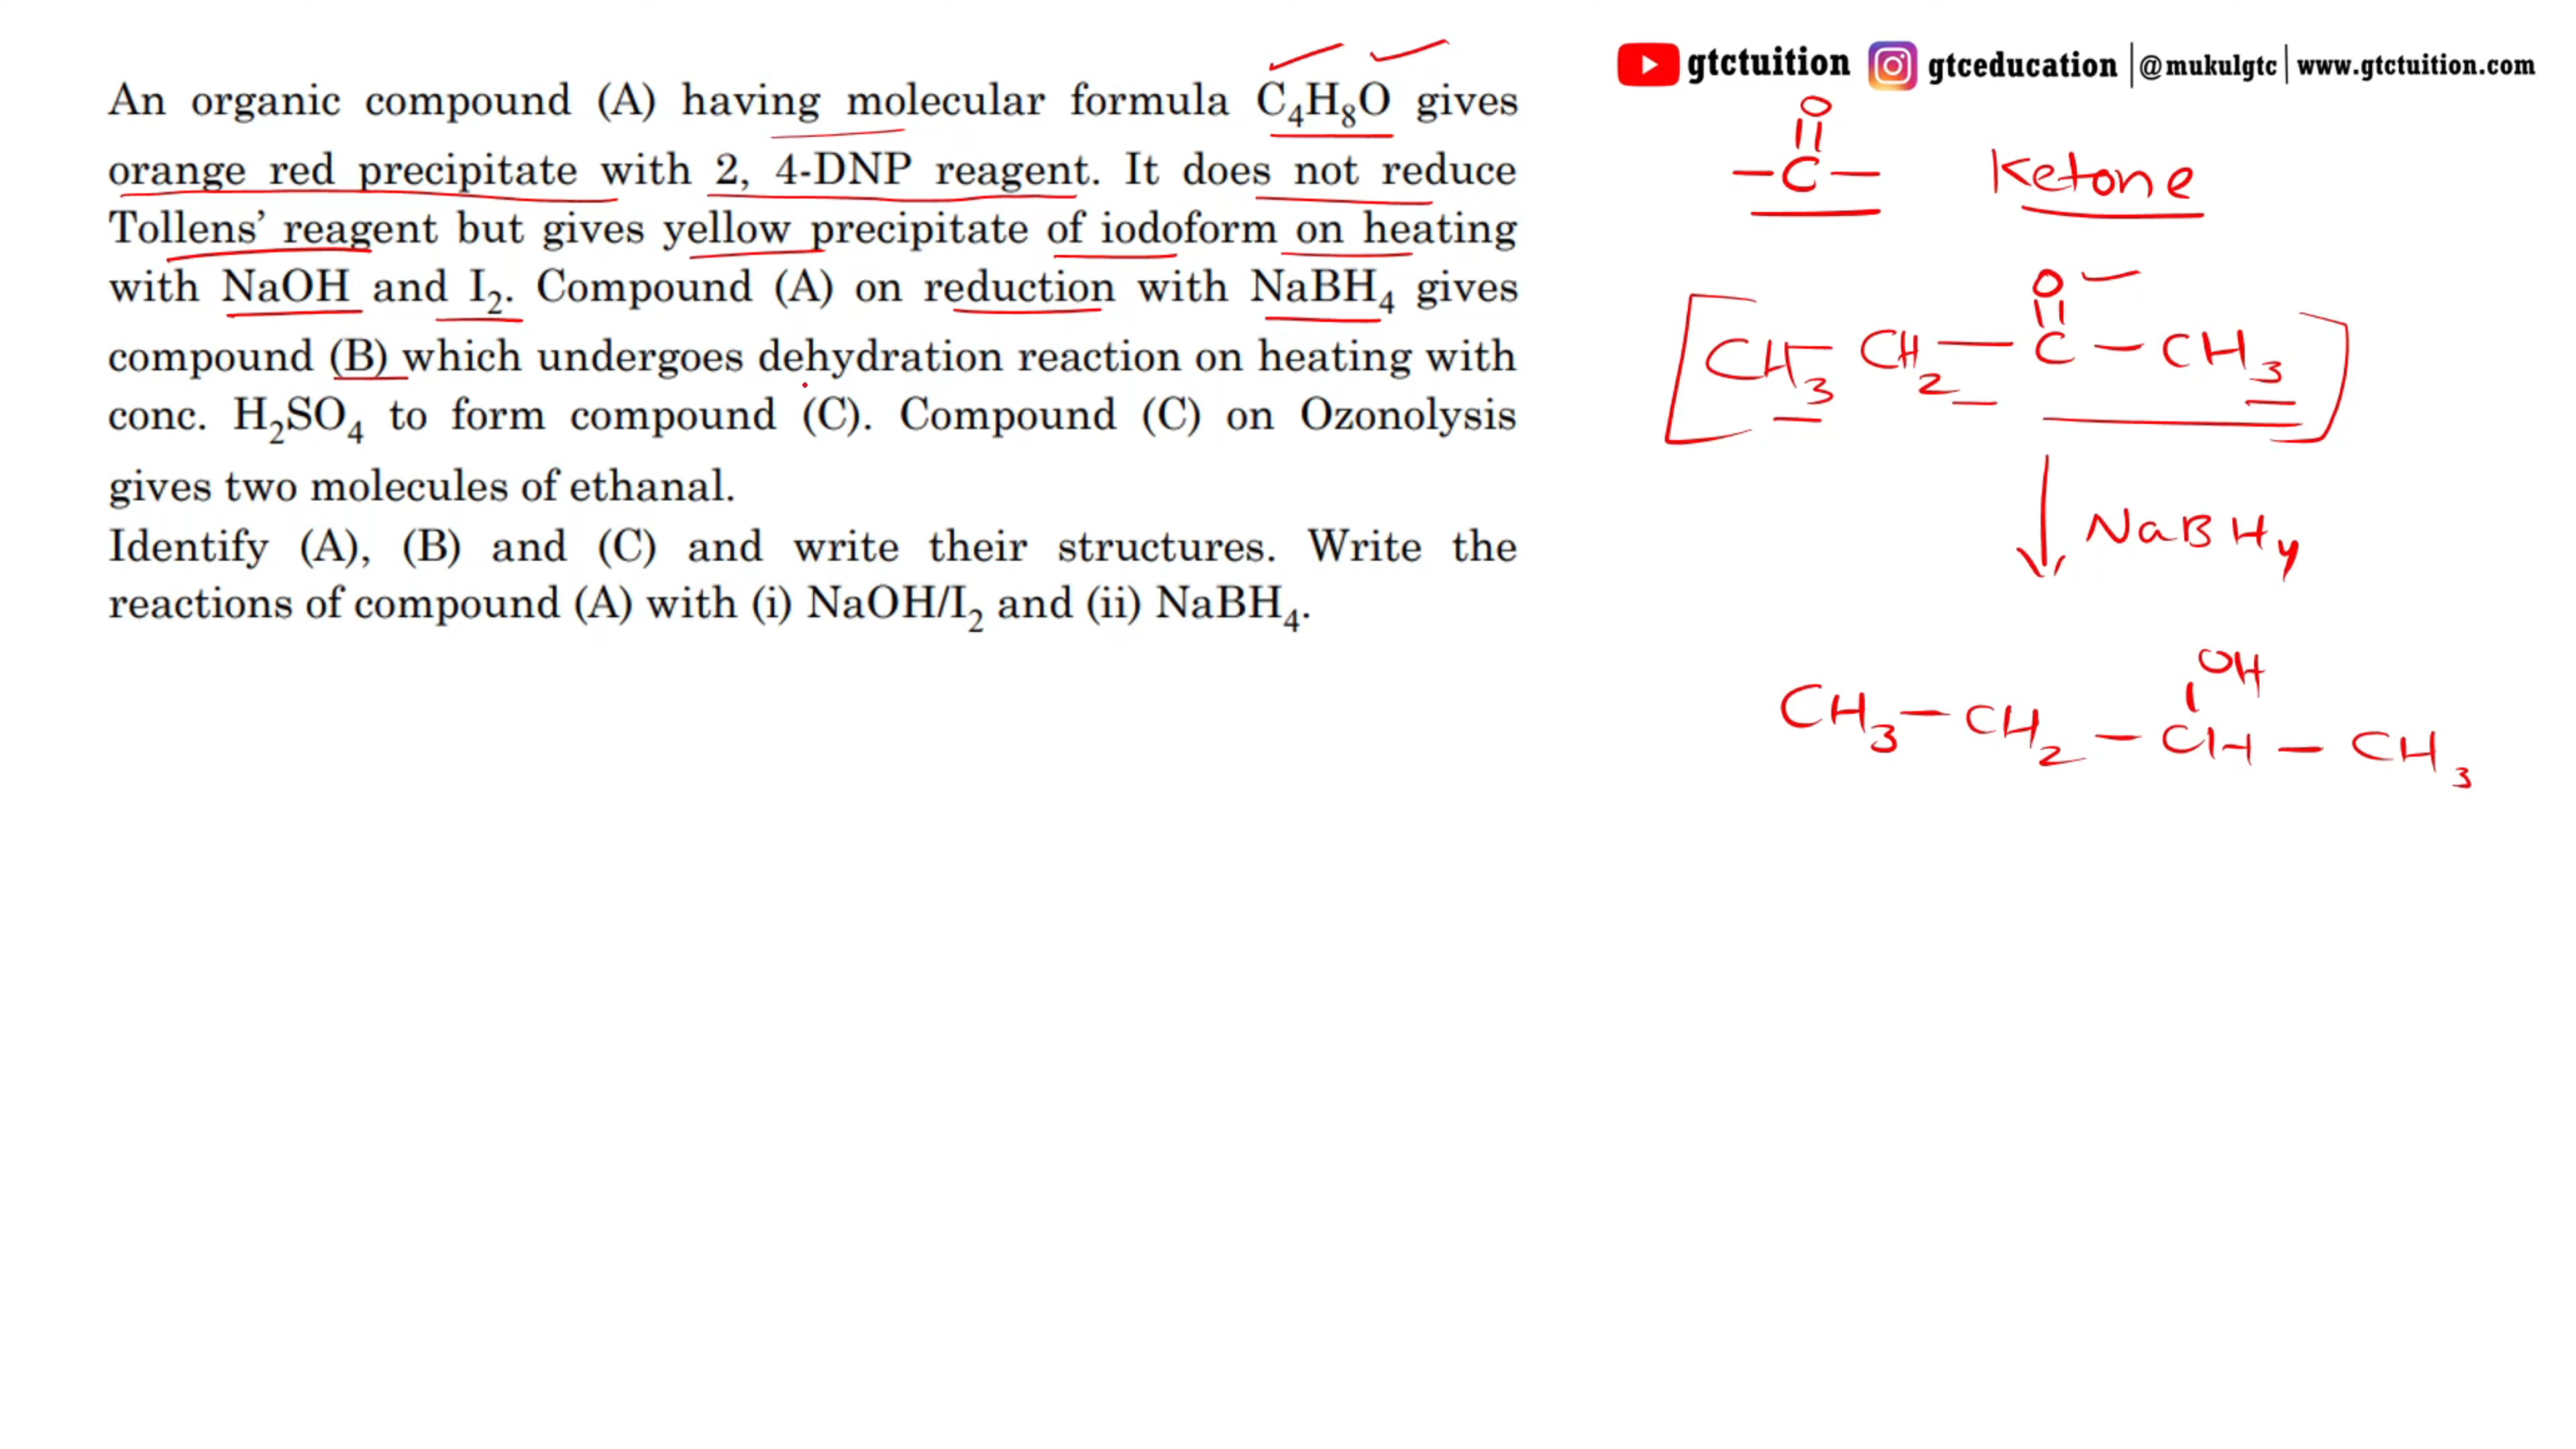 gtctuition gtceducation | @mukulgtc | www.gtctuition.com
An organic compound (A) having molecular formula C₄H₈O gives
orange red precipitate with 2, 4-DNP reagent. It does not reduce
Tollens’ reagent but gives yellow precipitate of iodoform on heating
with NaOH and I₂. Compound (A) on reduction with NaBH₄ gives
compound (B) which undergoes dehydration reaction on heating with
conc. H₂SO₄ to form compound (C). Compound (C) on Ozonolysis
gives two molecules of ethanal.
Identify (A), (B) and (C) and write their structures. Write the
reactions of compound (A) with (i) NaOH/I₂ and (ii) NaBH₄.
O
–C– Ketone
O
CH₃ CH₂ – C – CH₃
NaBH₄
OH
CH₃ – CH₂ – CH – CH₃